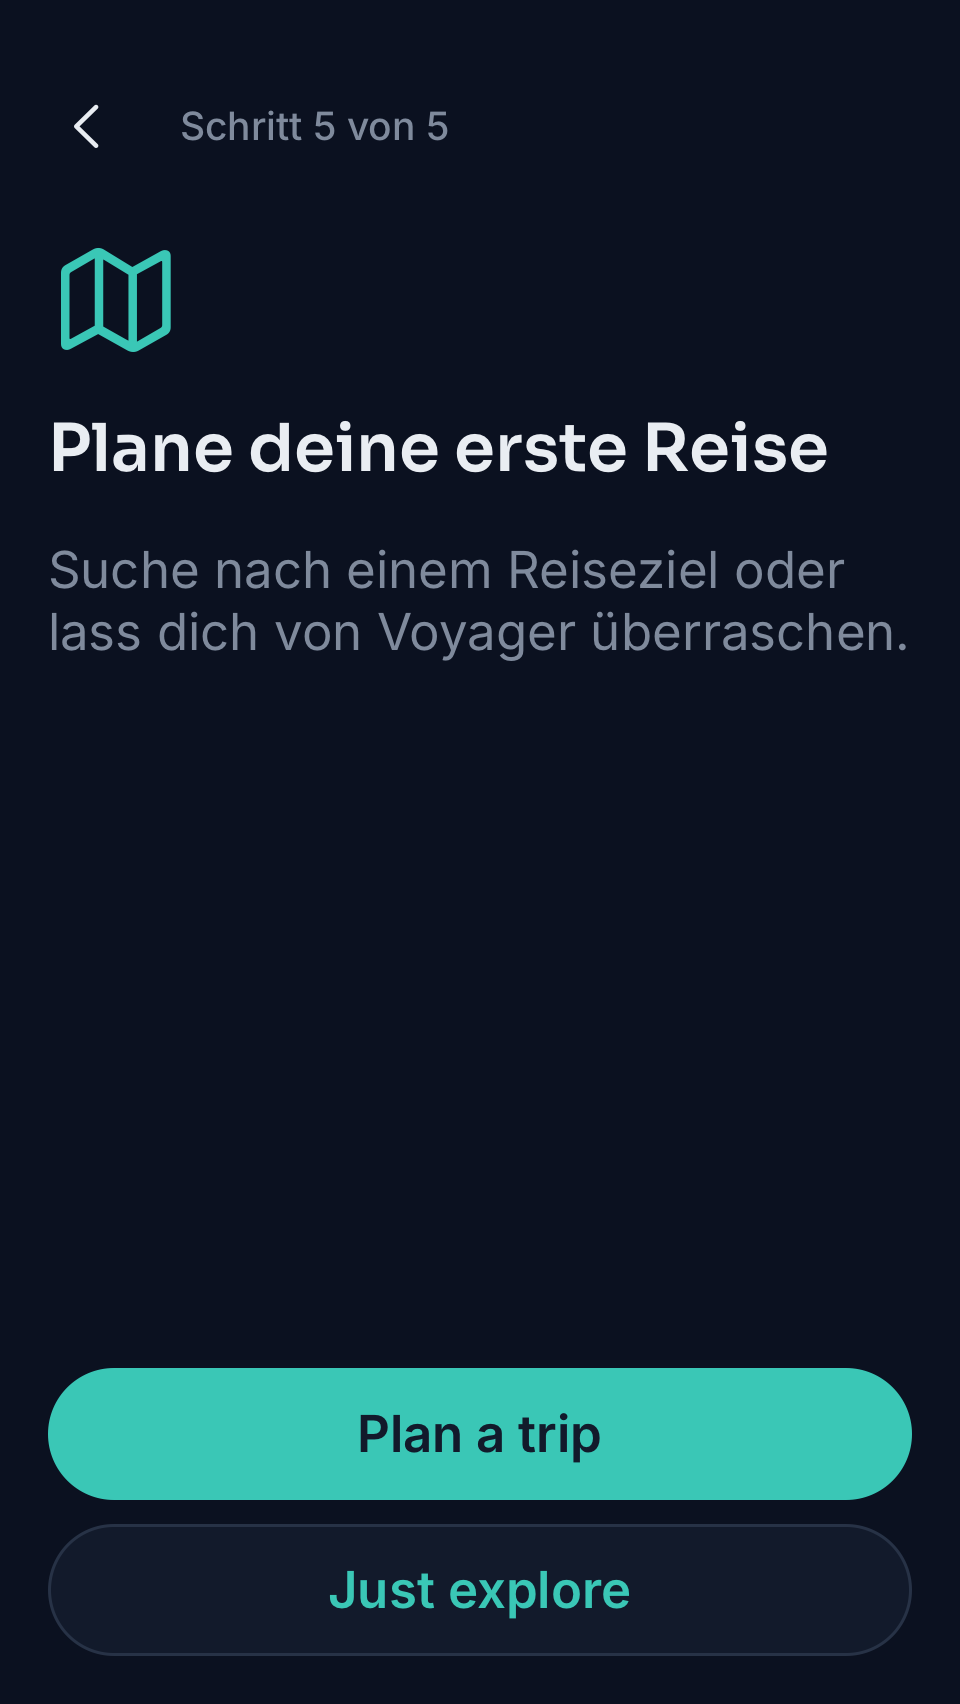 Schritt 5 von 5
Plane deine erste Reise
Suche nach einem Reiseziel oder
lass dich von Voyager überraschen.
Plan a trip
Just explore